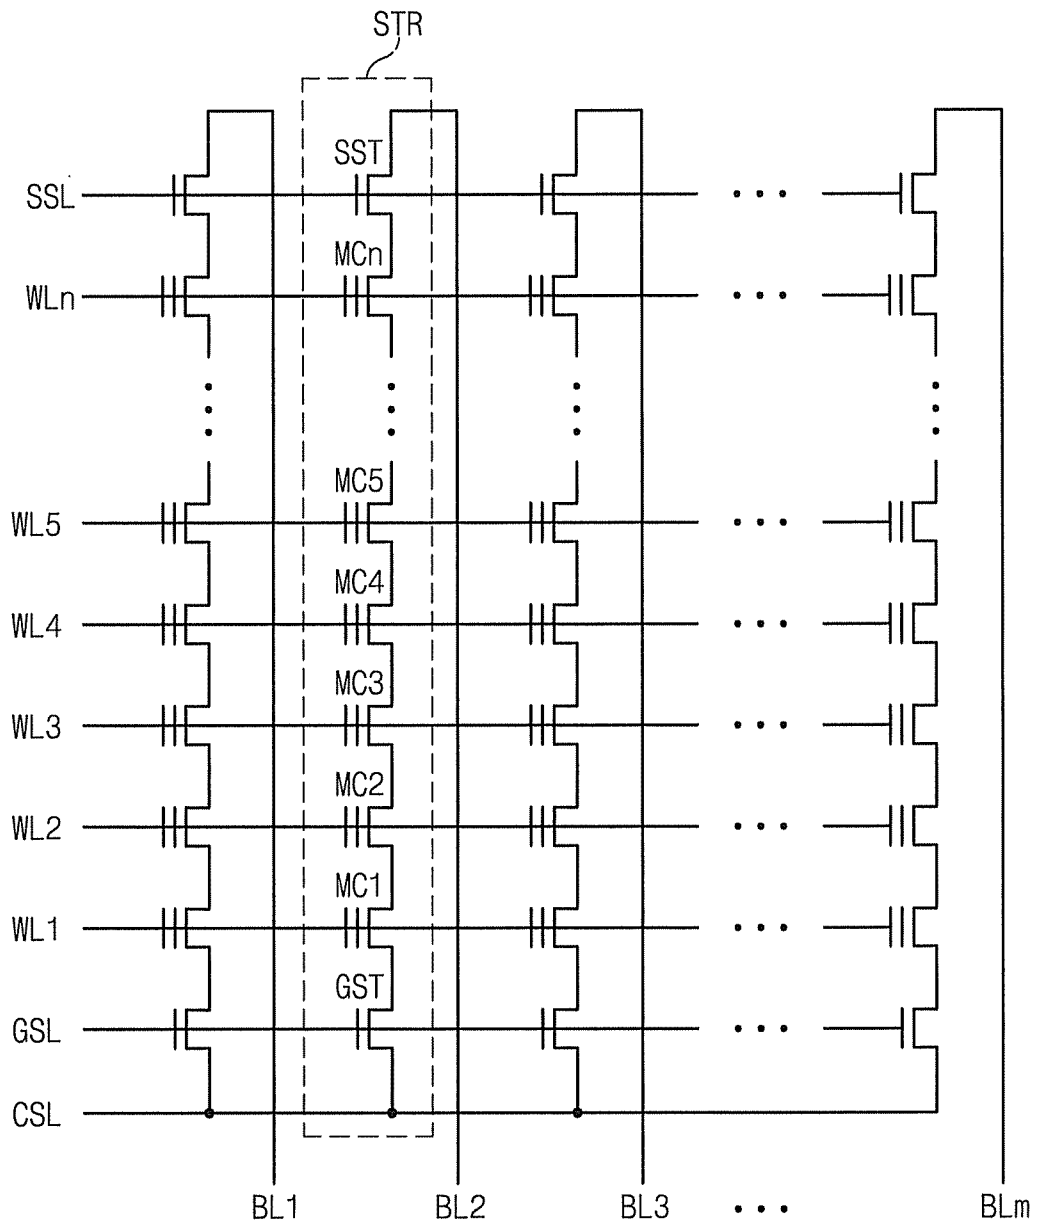 STR
SST
SSL
MCn
WLn
MC5
WL5
MC4
WL4
MC3
WL3
MC2
WL2
MC1
WL1
GST
GSL
CSL
BL1 BL2 BL3 ••• BLm